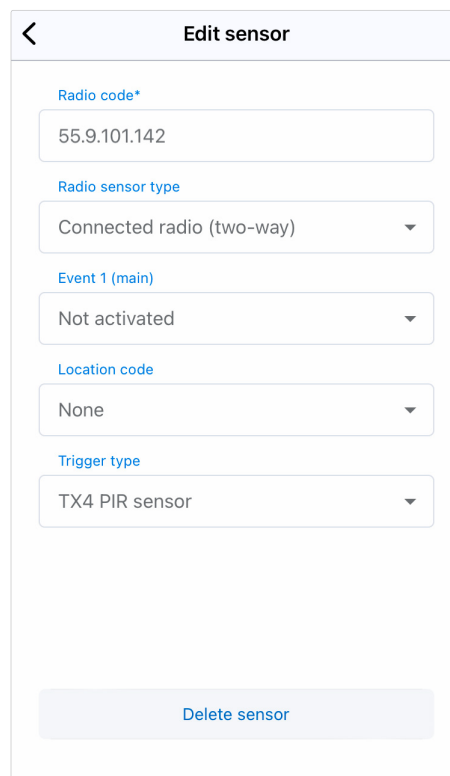 Edit sensor
Radio code*
55.9.101.142
Radio sensor type
Connected radio (two-way)
Event 1 (main)
Not activated
Location code
None
Trigger type
TX4 PIR sensor
Delete sensor